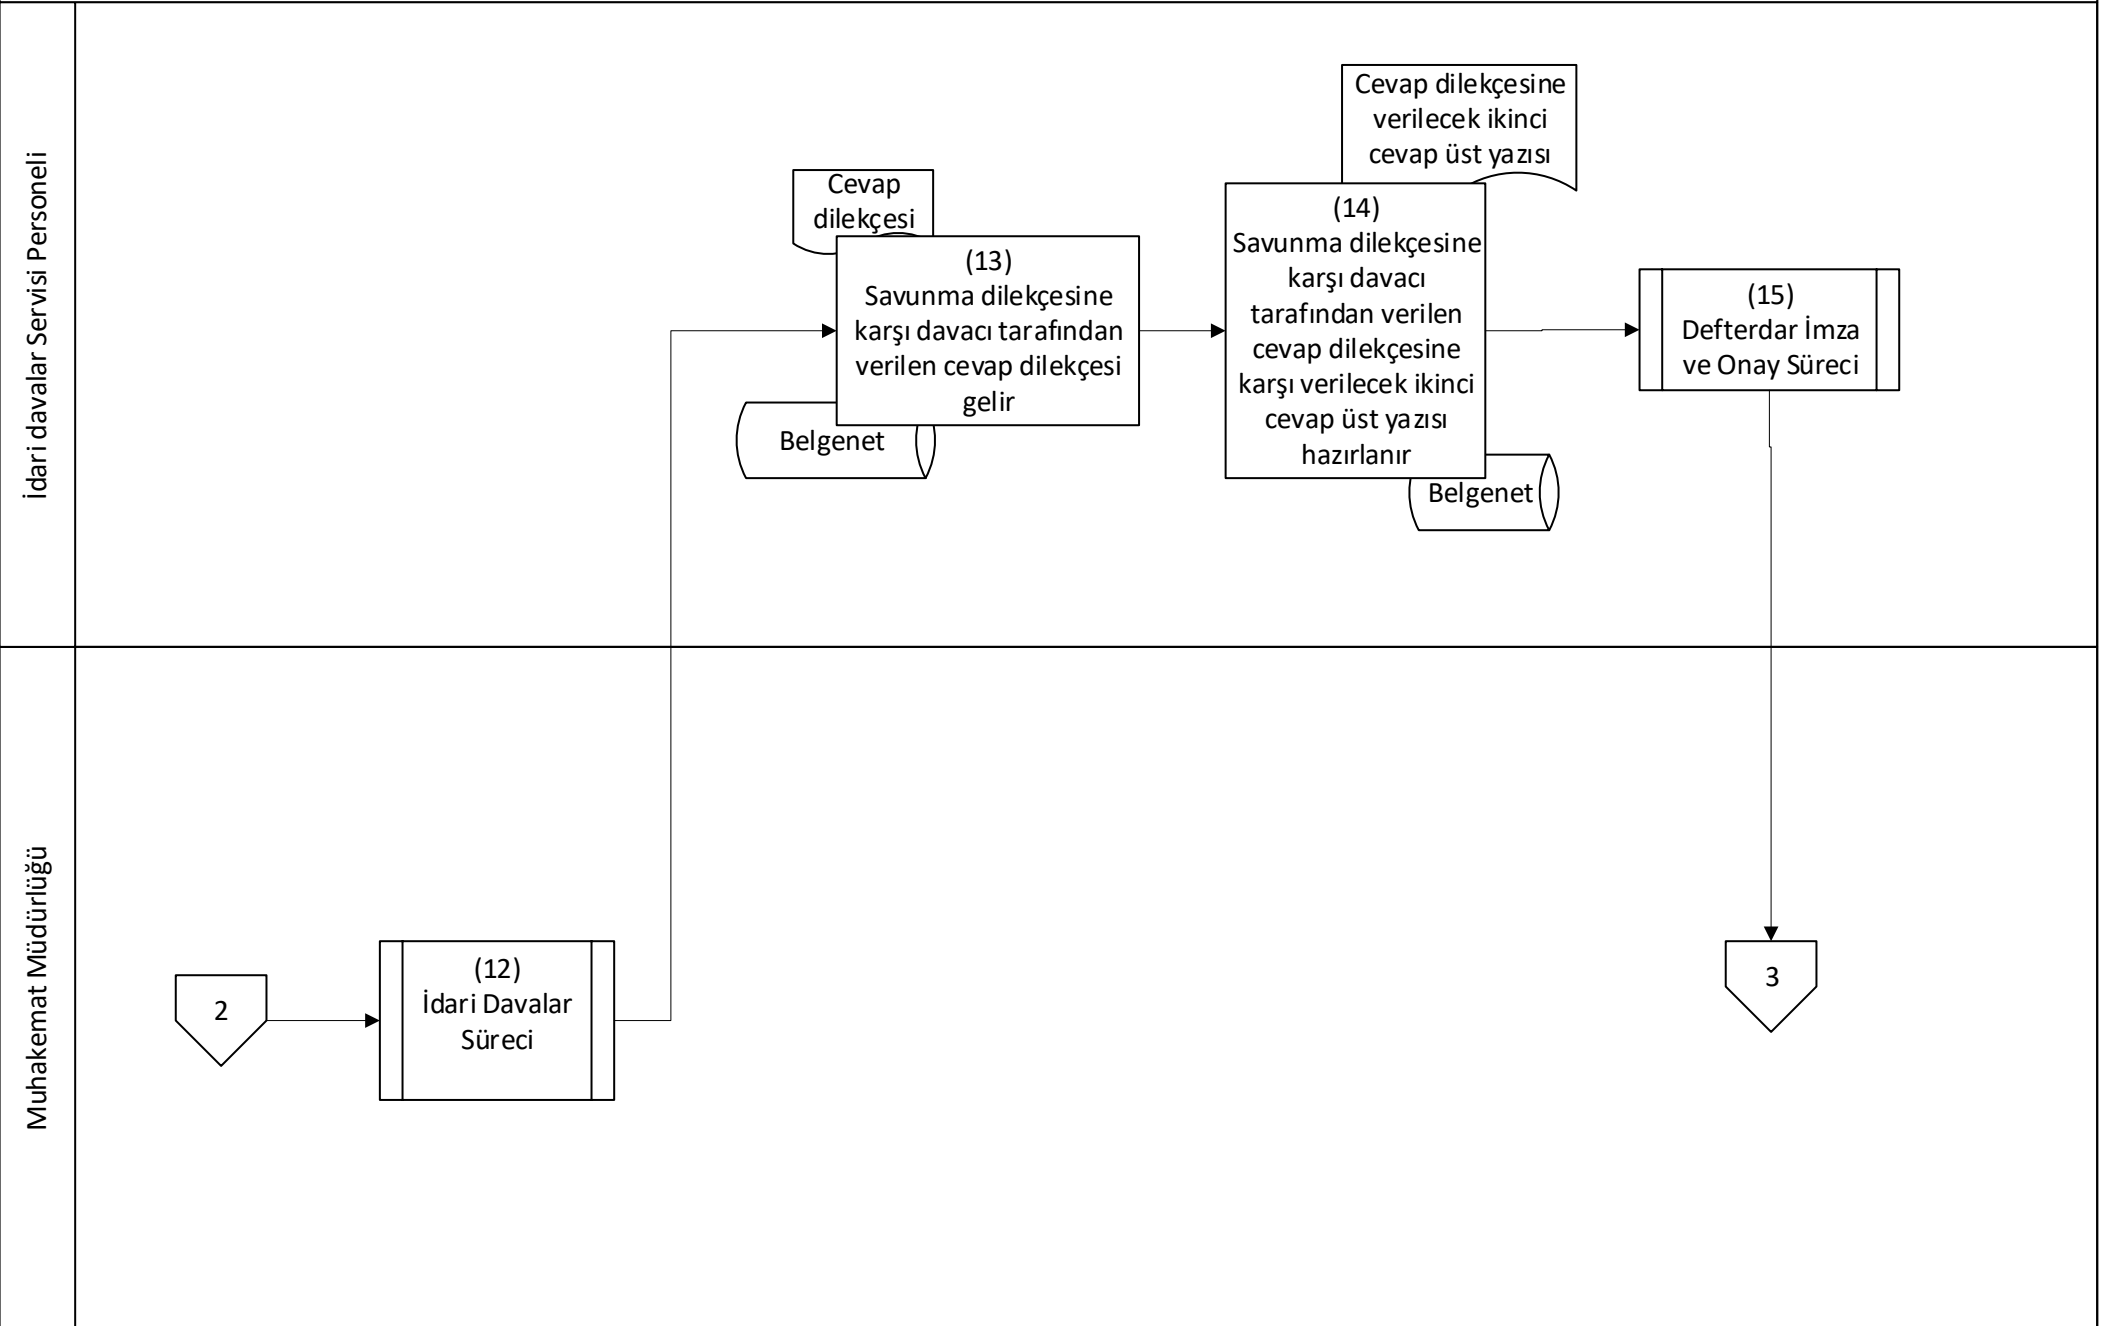 İdari davalar Servisi Personeli
Cevap
dilekçesi
(13)
Savunma dilekçesine
karşı davacı tarafından
verilen cevap dilekçesi
gelir
Belgenet
Cevap dilekçesine
verilecek ikinci
cevap üst yazısı
(14)
Savunma dilekçesine
karşı davacı
tarafından verilen
cevap dilekçesine
karşı verilecek ikinci
cevap üst yazısı
hazırlanır
Belgenet
(15)
Defterdar İmza
ve Onay Süreci
Muhakemat Müdürlüğü
2
(12)
İdari Davalar
Süreci
3